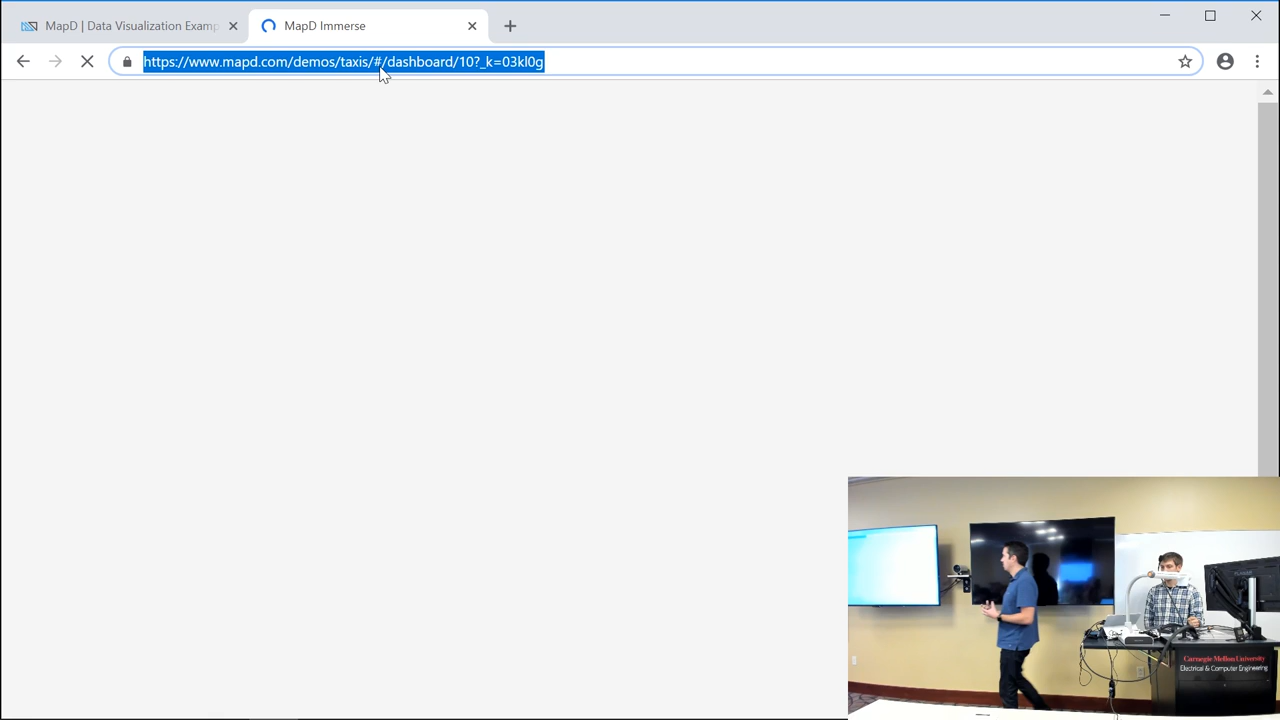 MapD | Data Visualization Examp
MapD Immerse
https://www.mapd.com/demos/taxis/#/dashboard/10?_k=03kl0g
Carnegie Mellon University
Electrical & Computer Engineering